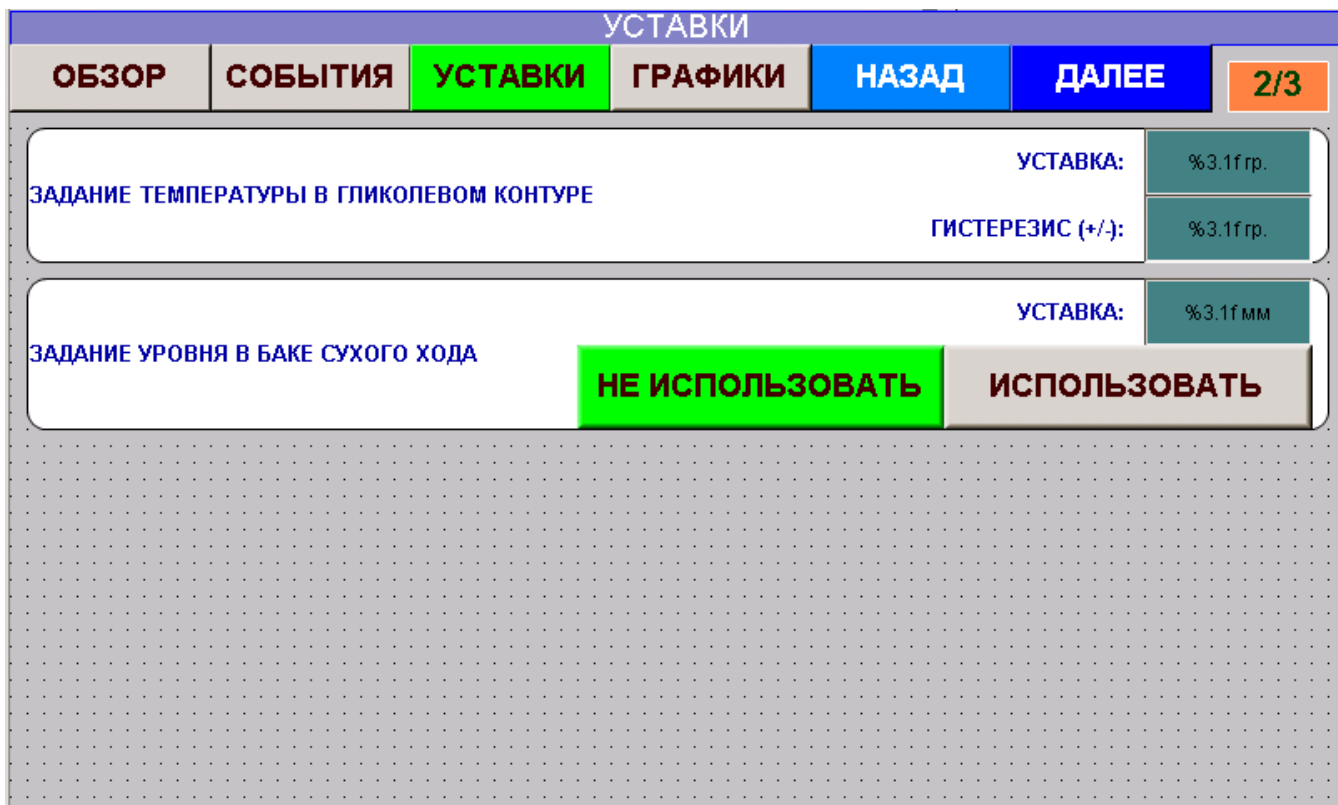 УСТАВКИ
ОБЗОР СОБЫТИЯ УСТАВКИ ГРАФИКИ НАЗАД ДАЛЕЕ 2/3
УСТАВКА: %3.1f гр.
ЗАДАНИЕ ТЕМПЕРАТУРЫ В ГЛИКОЛЕВОМ КОНТУРЕ
ГИСТЕРЕЗИС (+/-): %3.1f гр.
УСТАВКА: %3.1f мм
ЗАДАНИЕ УРОВНЯ В БАКЕ СУХОГО ХОДА
НЕ ИСПОЛЬЗОВАТЬ ИСПОЛЬЗОВАТЬ